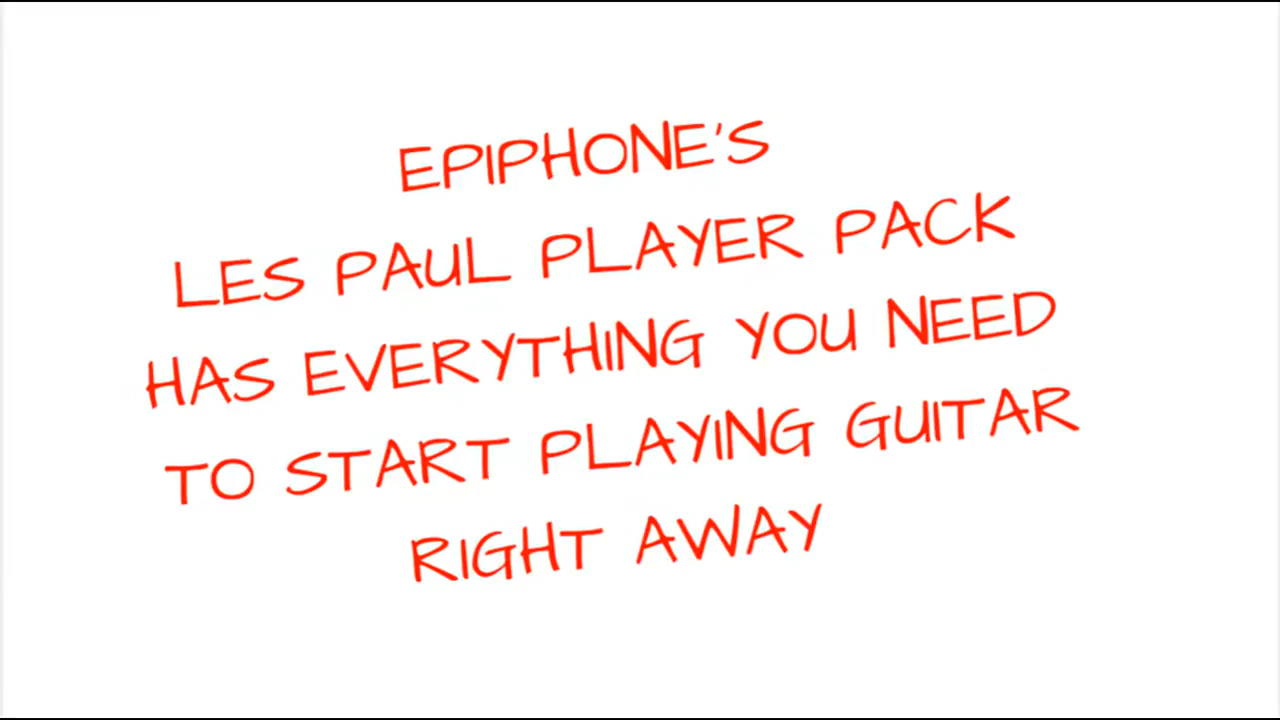 EPIPHONE'S
LES PAUL PLAYER PACK
HAS EVERYTHING YOU NEED
TO START PLAYING GUITAR
RIGHT AWAY